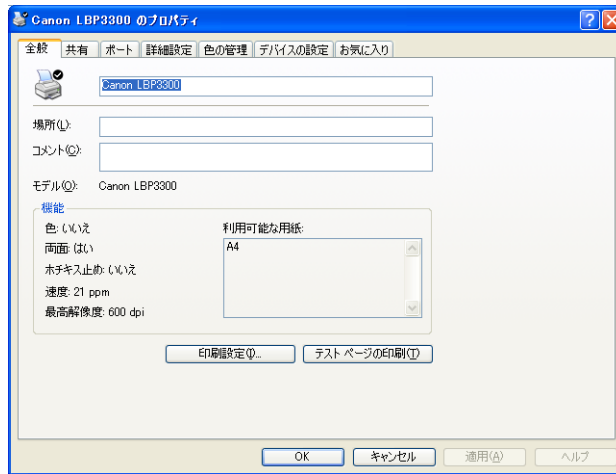 Canon LBP3300 のプロパティ
全般 共有 ポート 詳細設定 色の管理 デバイスの設定 お気に入り
Canon LBP3300
場所(L):
コメント(C):
モデル(O): Canon LBP3300
機能
色: いいえ
両面: はい
ホチキス止め: いいえ
速度: 21 ppm
最高解像度: 600 dpi
利用可能な用紙:
A4
印刷設定(I)... テスト ページの印刷(T)
OK キャンセル 適用(A) ヘルプ